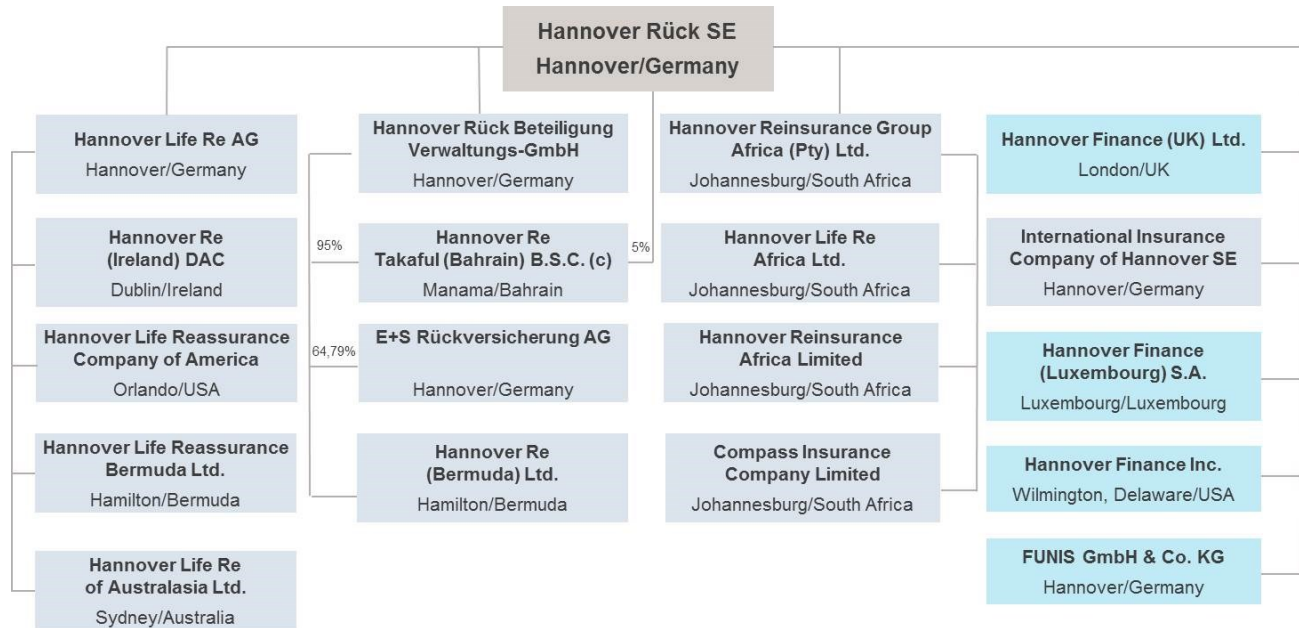 Hannover Rück SE
Hannover/Germany
Hannover Life Re AG
Hannover/Germany
Hannover Re
(Ireland) DAC
Dublin/Ireland
Hannover Life Reassurance
Company of America
Orlando/USA
Hannover Life Reassurance
Bermuda Ltd.
Hamilton/Bermuda
Hannover Life Re
of Australasia Ltd.
Sydney/Australia
Hannover Rück Beteiligung
Verwaltungs-GmbH
Hannover/Germany
95%
Hannover Re
Takaful (Bahrain) B.S.C. (c)
Manama/Bahrain
5%
64,79%
E+S Rückversicherung AG
Hannover/Germany
Hannover Re
(Bermuda) Ltd.
Hamilton/Bermuda
Hannover Reinsurance Group
Africa (Pty) Ltd.
Johannesburg/South Africa
Hannover Life Re
Africa Ltd.
Johannesburg/South Africa
Hannover Reinsurance
Africa Limited
Johannesburg/South Africa
Compass Insurance
Company Limited
Johannesburg/South Africa
Hannover Finance (UK) Ltd.
London/UK
International Insurance
Company of Hannover SE
Hannover/Germany
Hannover Finance
(Luxembourg) S.A.
Luxembourg/Luxembourg
Hannover Finance Inc.
Wilmington, Delaware/USA
FUNIS GmbH & Co. KG
Hannover/Germany